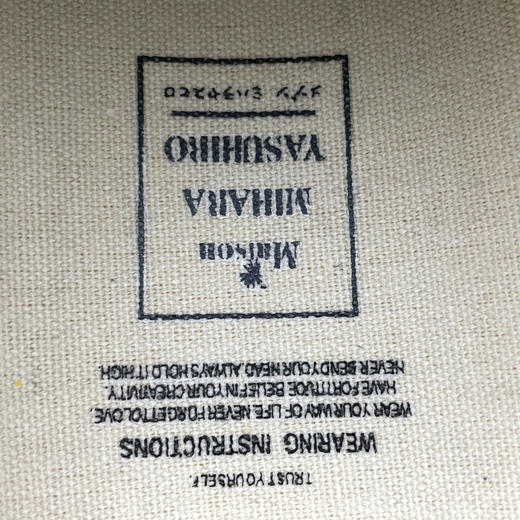 TRUST YOURSELF.
WEARING INSTRUCTIONS
WEAR YOUR WAY OF LIFE. NEVER FORGET TO LOVE.
HAVE FORTITUDE BELIEF IN YOUR CREATIVITY.
NEVER BEND YOUR HEAD. ALWAYS HOLD IT HIGH.
Maison
MIHARA
YASUHIRO
メゾン ミハラヤスヒロ